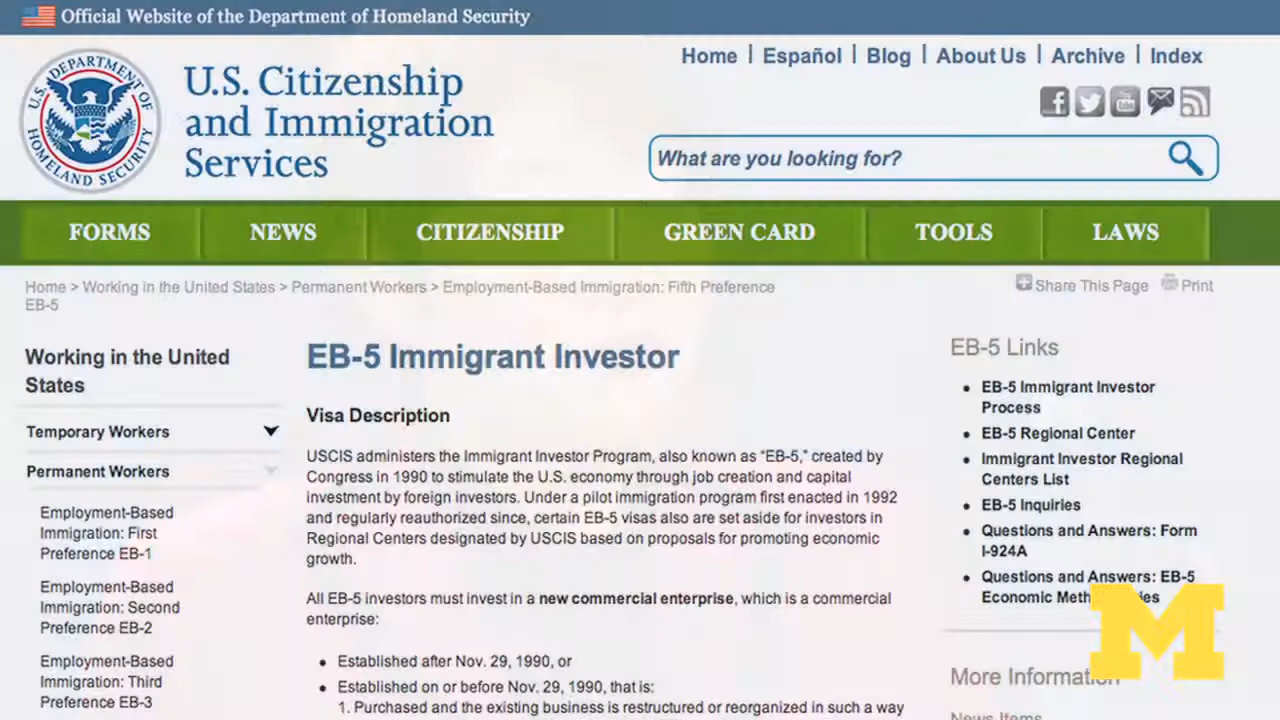 Official Website of the Department of Homeland Security
U.S. DEPARTMENT OF HOMELAND SECURITY
U.S. Citizenship
and Immigration
Services
Home | Español | Blog | About Us | Archive | Index
What are you looking for?
FORMS NEWS CITIZENSHIP GREEN CARD TOOLS LAWS
Home > Working in the United States > Permanent Workers > Employment-Based Immigration: Fifth Preference
EB-5
Share This Page Print
Working in the United
States
Temporary Workers
Permanent Workers
Employment-Based
Immigration: First
Preference EB-1
Employment-Based
Immigration: Second
Preference EB-2
Employment-Based
Immigration: Third
Preference EB-3
EB-5 Immigrant Investor
Visa Description
USCIS administers the Immigrant Investor Program, also known as “EB-5,” created by
Congress in 1990 to stimulate the U.S. economy through job creation and capital
investment by foreign investors. Under a pilot immigration program first enacted in 1992
and regularly reauthorized since, certain EB-5 visas also are set aside for investors in
Regional Centers designated by USCIS based on proposals for promoting economic
growth.
All EB-5 investors must invest in a new commercial enterprise, which is a commercial
enterprise:
• Established after Nov. 29, 1990, or
• Established on or before Nov. 29, 1990, that is:
1. Purchased and the existing business is restructured or reorganized in such a way
EB-5 Links
• EB-5 Immigrant Investor
Process
• EB-5 Regional Center
• Immigrant Investor Regional
Centers List
• EB-5 Inquiries
• Questions and Answers: Form
I-924A
• Questions and Answers: EB-5
Economic
More Information
News Items
M